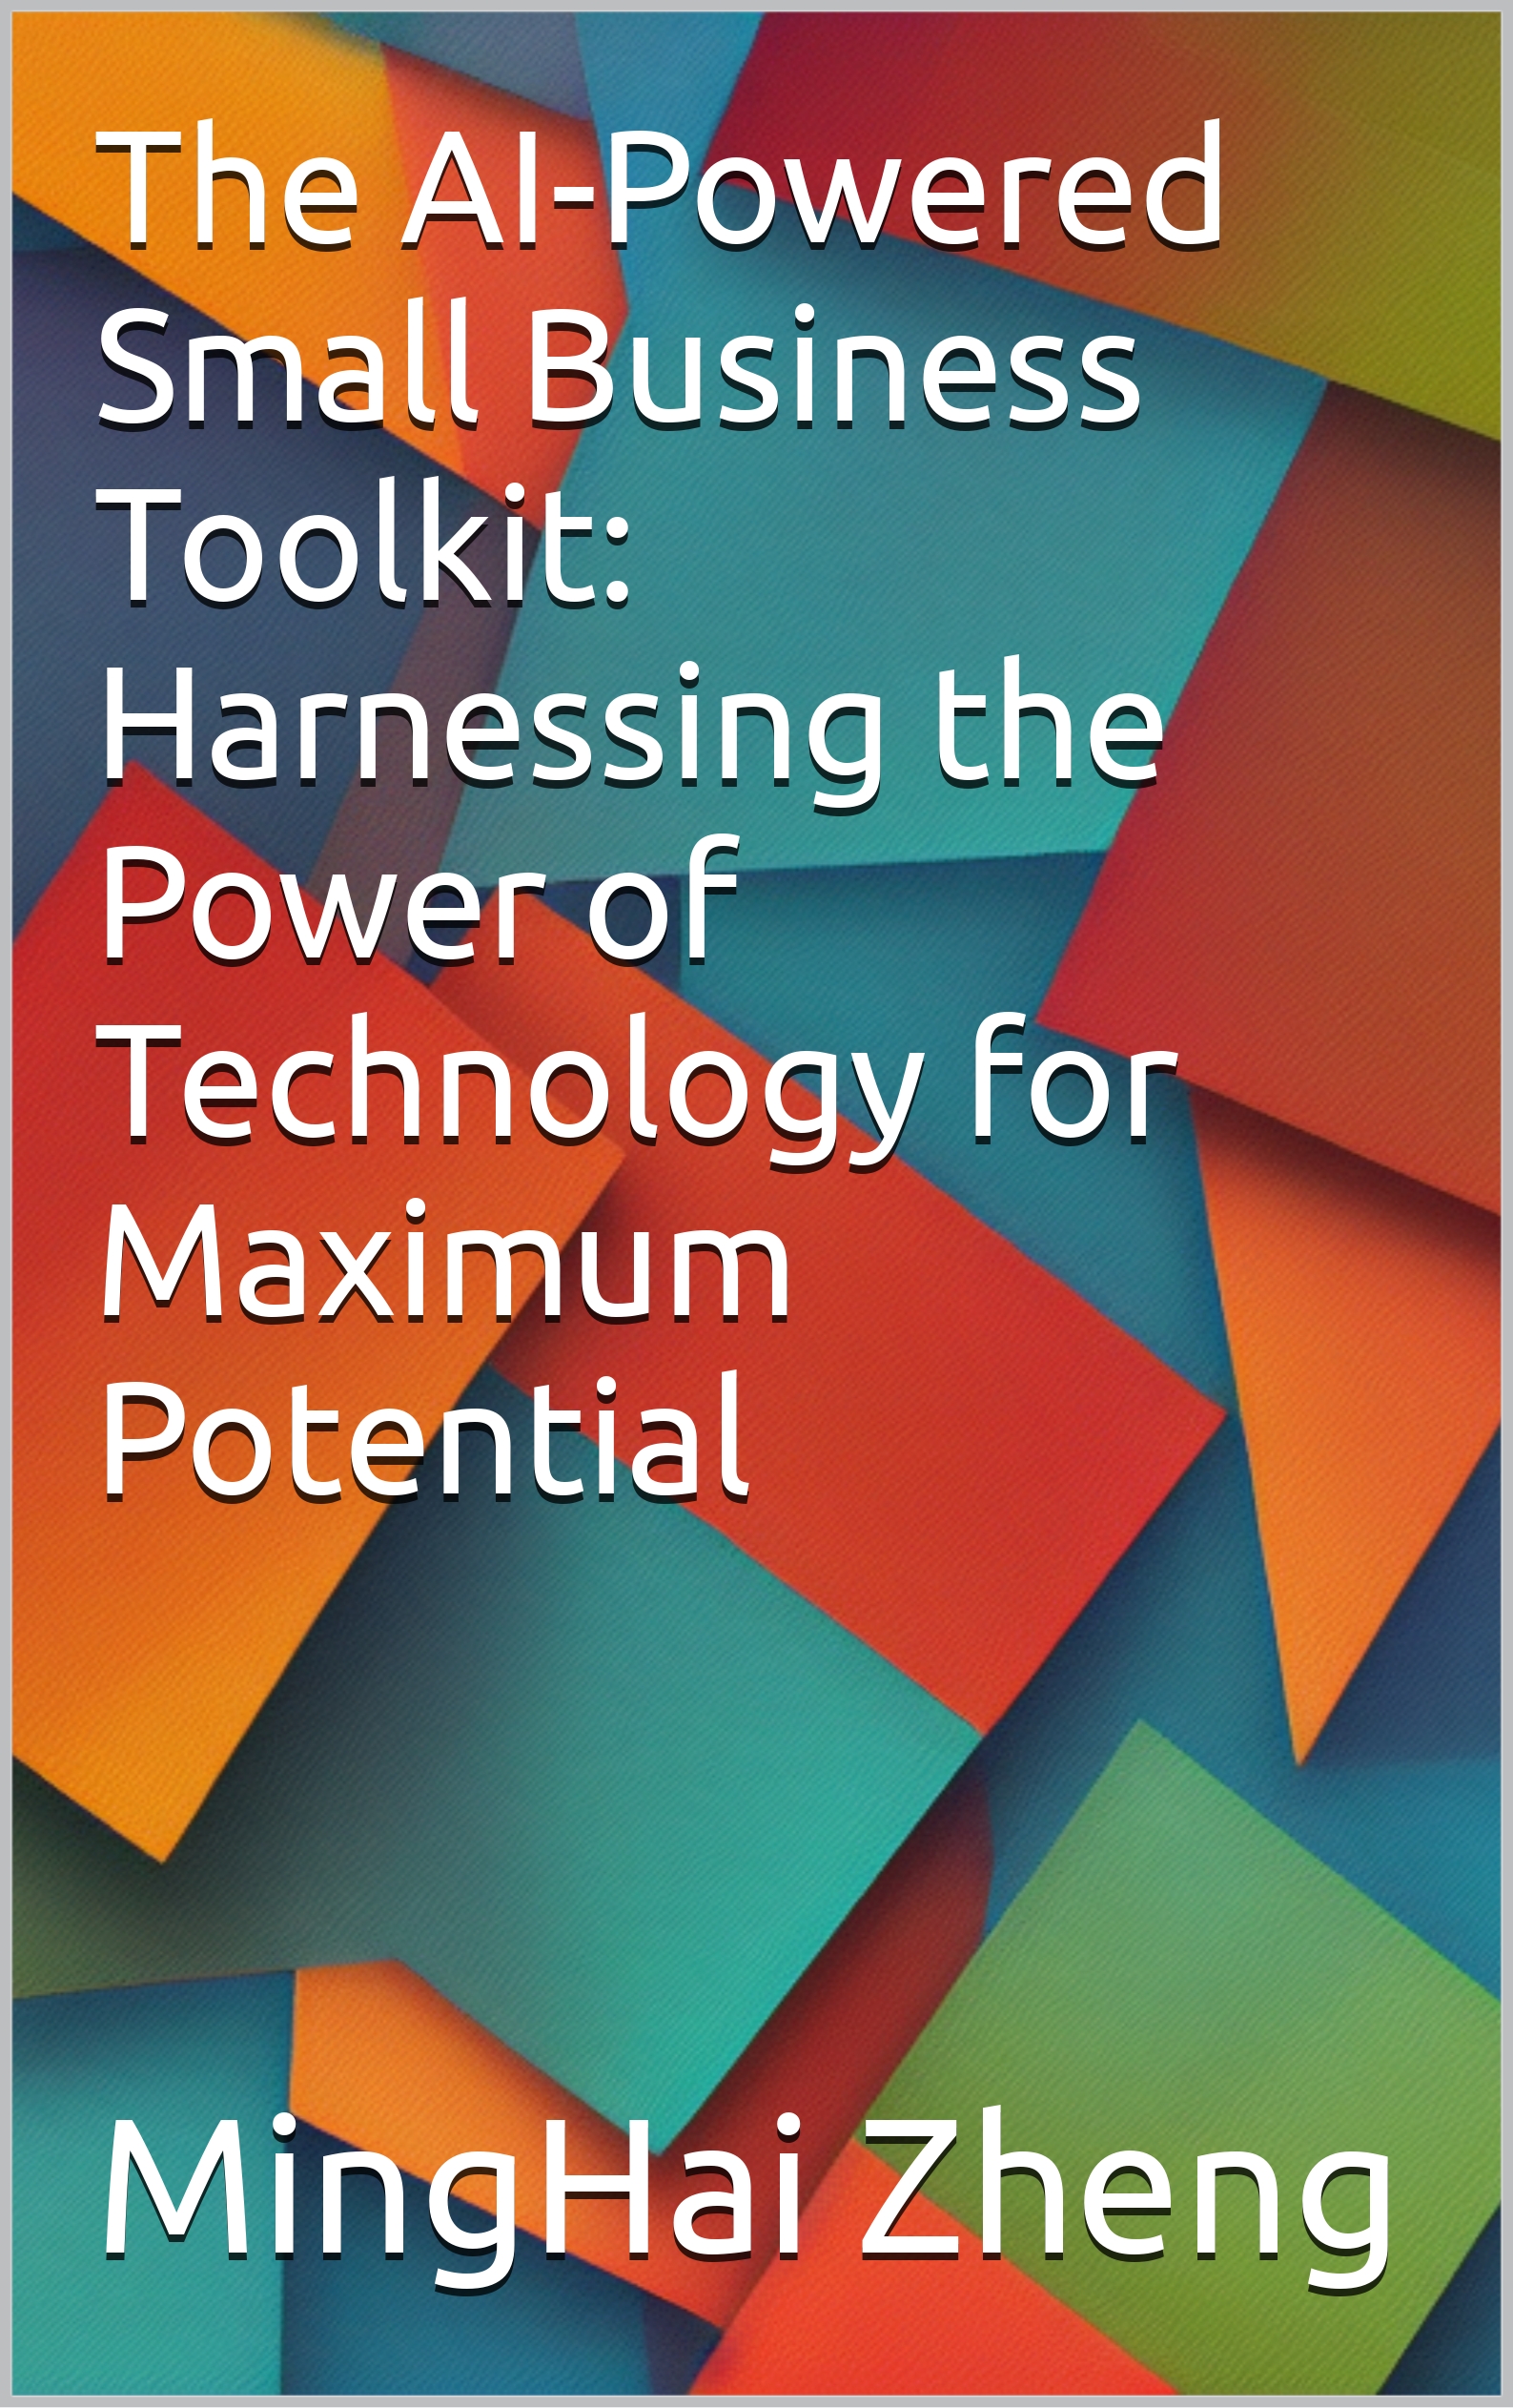 The AI-Powered
Small Business
Toolkit:
Harnessing the
Power of
Technology for
Maximum
Potential
MingHai Zheng